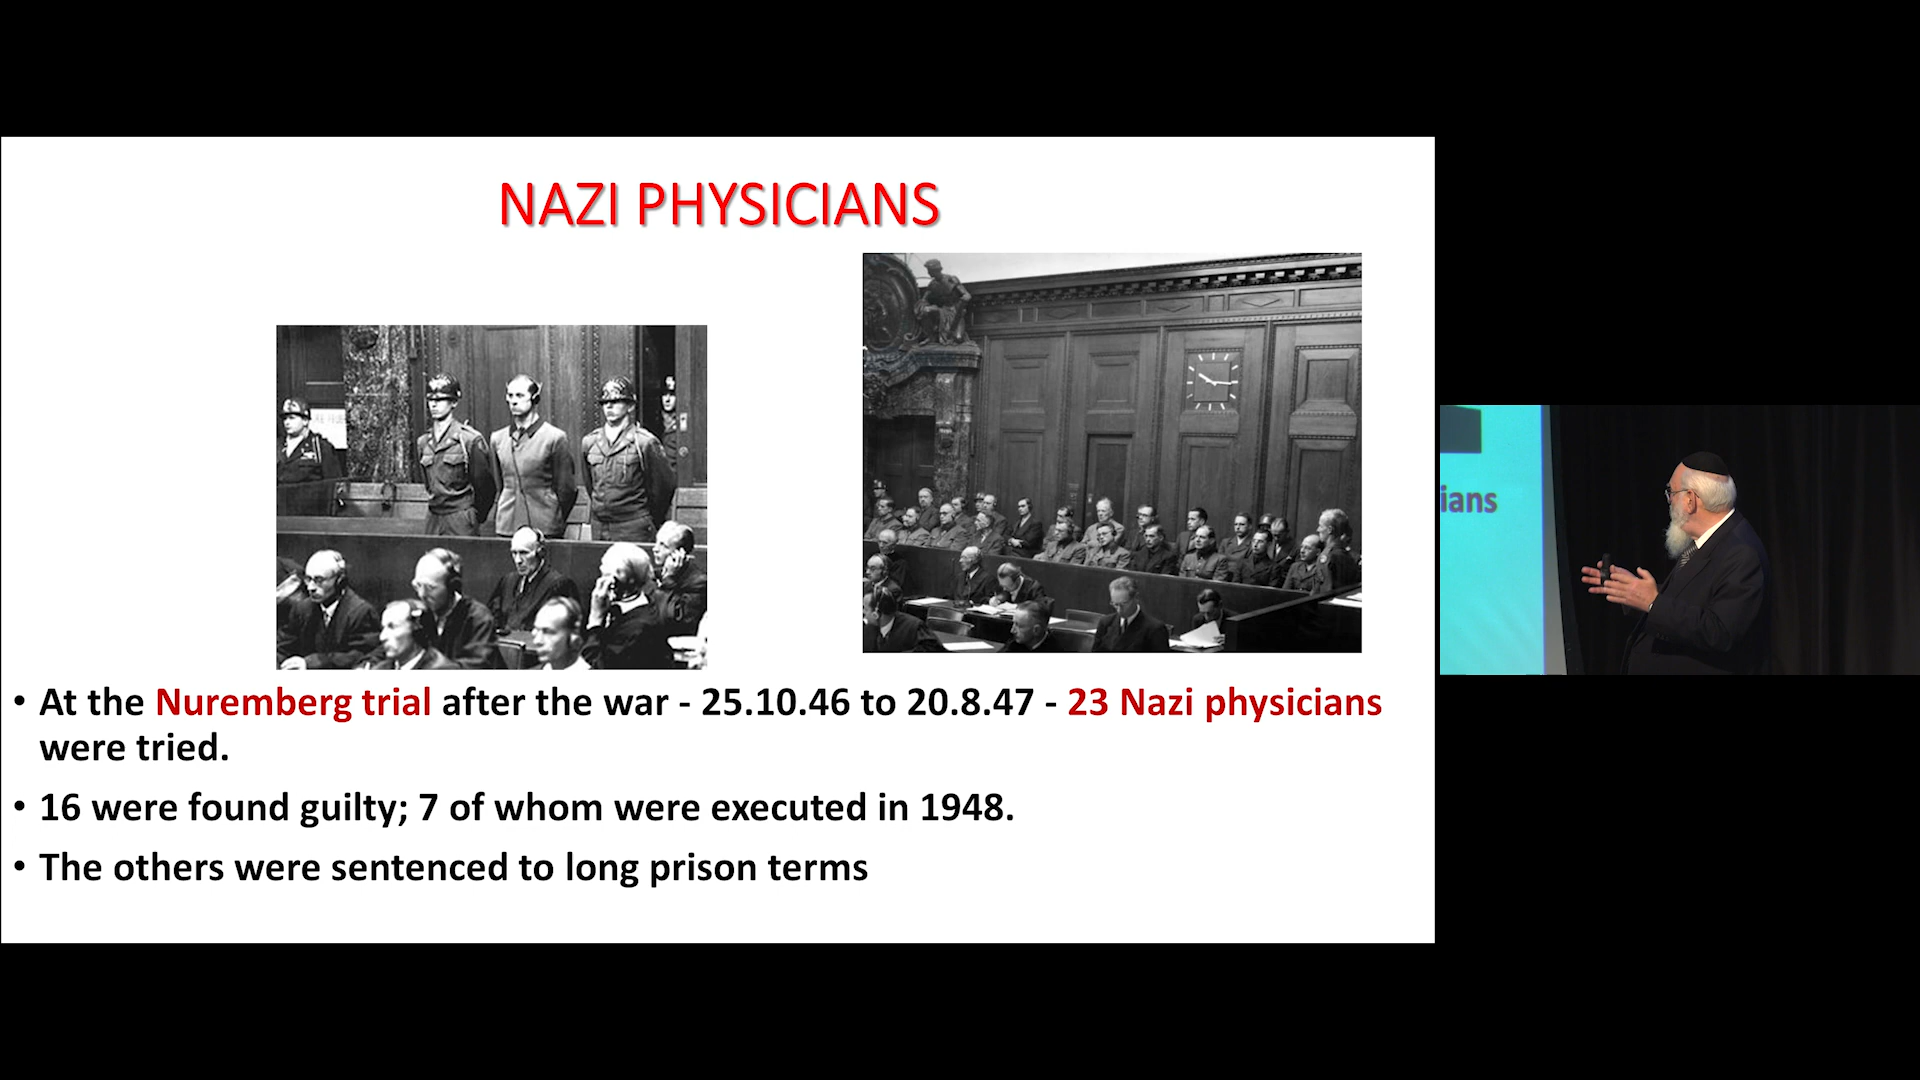 NAZI PHYSICIANS
• At the Nuremberg trial after the war - 25.10.46 to 20.8.47 - 23 Nazi physicians
were tried.
• 16 were found guilty; 7 of whom were executed in 1948.
• The others were sentenced to long prison terms
ians